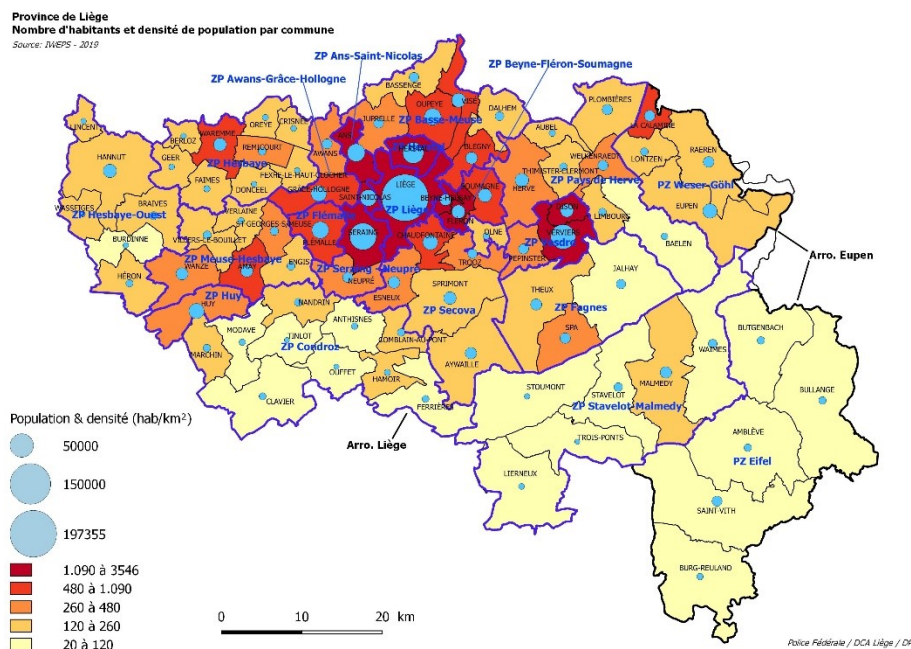 Province de Liège
Nombre d'habitants et densité de population par commune
Source: IWEPS - 2019
ZP Ans-Saint-Nicolas
ZP Awans-Grâce-Hollogne
ZP Beyne-Fléron-Soumagne
BASSENGE
VISE
DALHEM
PLOMBIÈRES
LINCENT
CRISNÉE
OREYE
JUPRELLE
OUPEYE
ZP Basse-Meuse
LA CALAMINE
WAREMME
BERLOZ
ANS
AUBEL
REMICOURT
AWANS
BLEGNY
WELKENRAEDT
LONTZEN
RAEREN
HANNUT
GEER
ZP Hesbaye
FEXHE-LE-HAUT-CLOCHER
THIMISTER-CLERMONT
ZP Pays de Herve
PZ Weser-Göhl
FAIMES
DONCEEL
GRÂCE-HOLLOGNE
LIÈGE
SOUMAGNE
HERVE
SAINT-NICOLAS
BEYNE-HEUSAY
BRAIVES
WASSEIGES
ZP Hesbaye-Ouest
VERLAINE
ZP Liège
FLÉRON
DISON
LIMBOURG
EUPEN
ST-GEORGES-S/MEUSE
ZP Flémalle
VILLERS-LE-BOUILLET
FLEMALLE
SERAING
CHAUDFONTAINE
OLNE
VERVIERS
ZP Vesdre
BAELEN
BURDINNE
Arro. Eupen
ZP Meuse-Hesbaye
WANZE
AMAY
ENGIS
ZP Seraing - Neupré
NEUPRÉ
TROOZ
PEPINSTER
HÉRON
JALHAY
ZP Huy
HUY
NANDRIN
ESNEUX
SPRIMONT
ZP Secova
THEUX
ZP Fagnes
MODAVE
TINLOT
ANTHISNES
SPA
BUTGENBACH
ZP Condroz
COMBLAIN-AU-PONT
MARCHIN
WAIMES
OUFFET
HAMOIR
AYWAILLE
MALMEDY
STOUMONT
STAVELOT
BULLANGE
CLAVIER
FERRIÈRES
ZP Stavelot-Malmedy
Population & densité (hab/km²)
AMBLÈVE
TROIS-PONTS
Arro. Liège
PZ Eifel
50000
LIERNEUX
150000
SAINT-VITH
197355
1.090 à 3546
BURG-REULAND
480 à 1.090
260 à 480
120 à 260
20 à 120
0 10 20 km
Police Fédérale / DCA Liège /